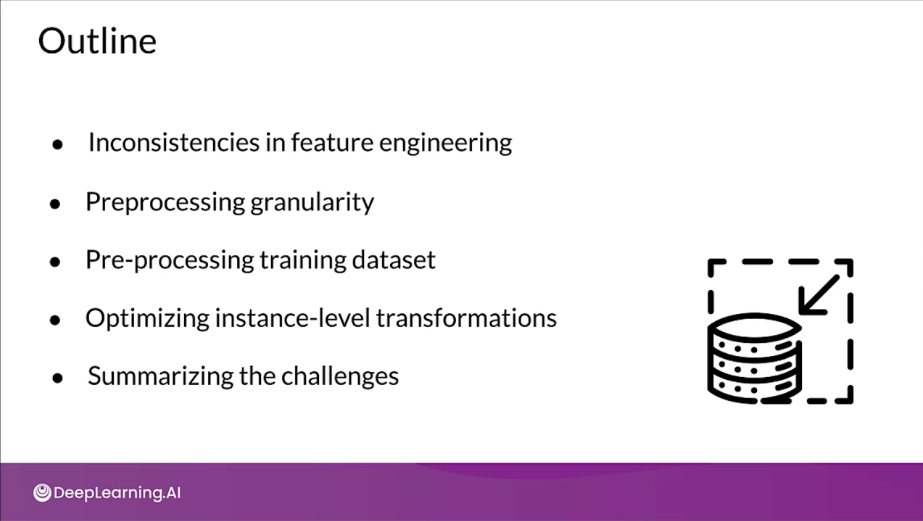 Outline
● Inconsistencies in feature engineering
● Preprocessing granularity
● Pre-processing training dataset
● Optimizing instance-level transformations
● Summarizing the challenges
DeepLearning.AI